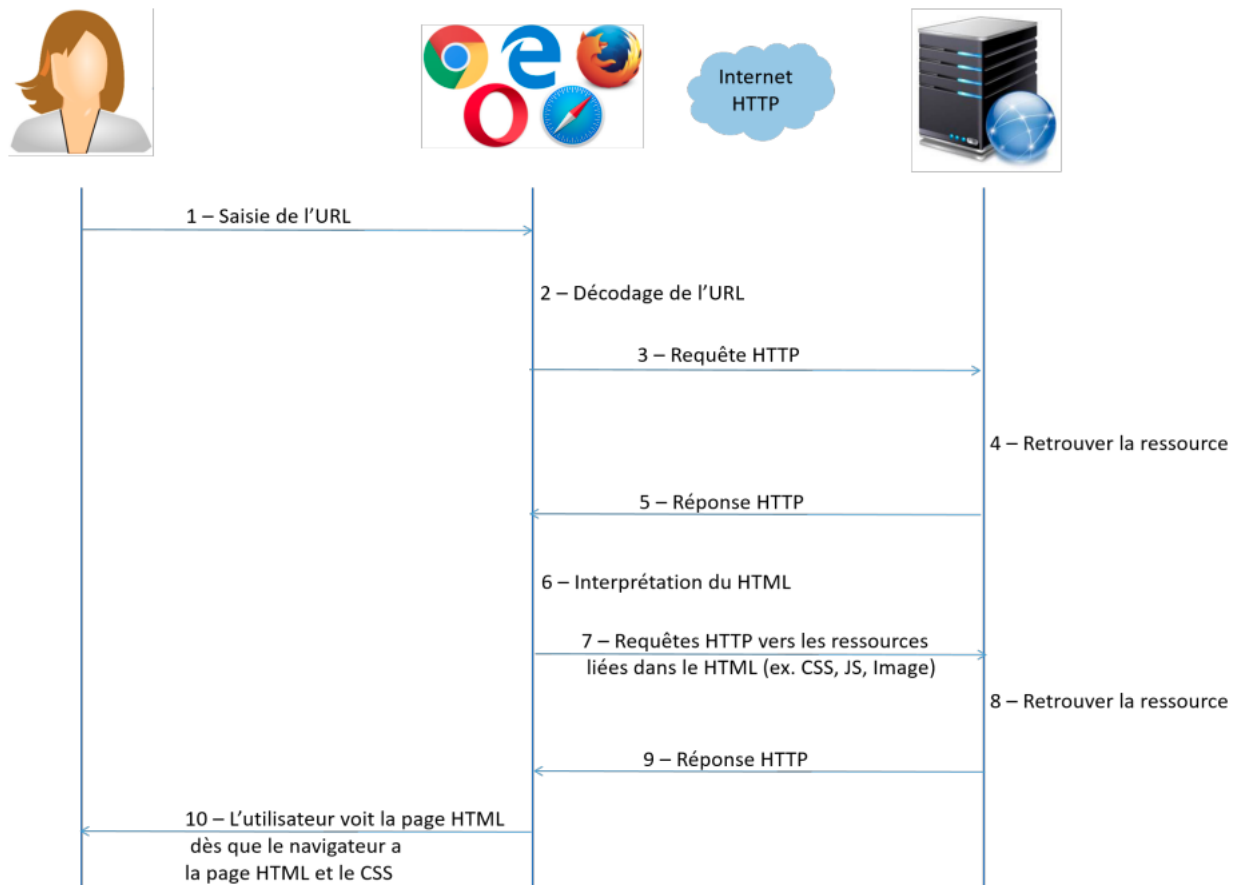 Internet
HTTP
1 – Saisie de l’URL
2 – Décodage de l’URL
3 – Requête HTTP
4 – Retrouver la ressource
5 – Réponse HTTP
6 – Interprétation du HTML
7 – Requêtes HTTP vers les ressources
liées dans le HTML (ex. CSS, JS, Image)
8 – Retrouver la ressource
9 – Réponse HTTP
10 – L’utilisateur voit la page HTML
dès que le navigateur a
la page HTML et le CSS